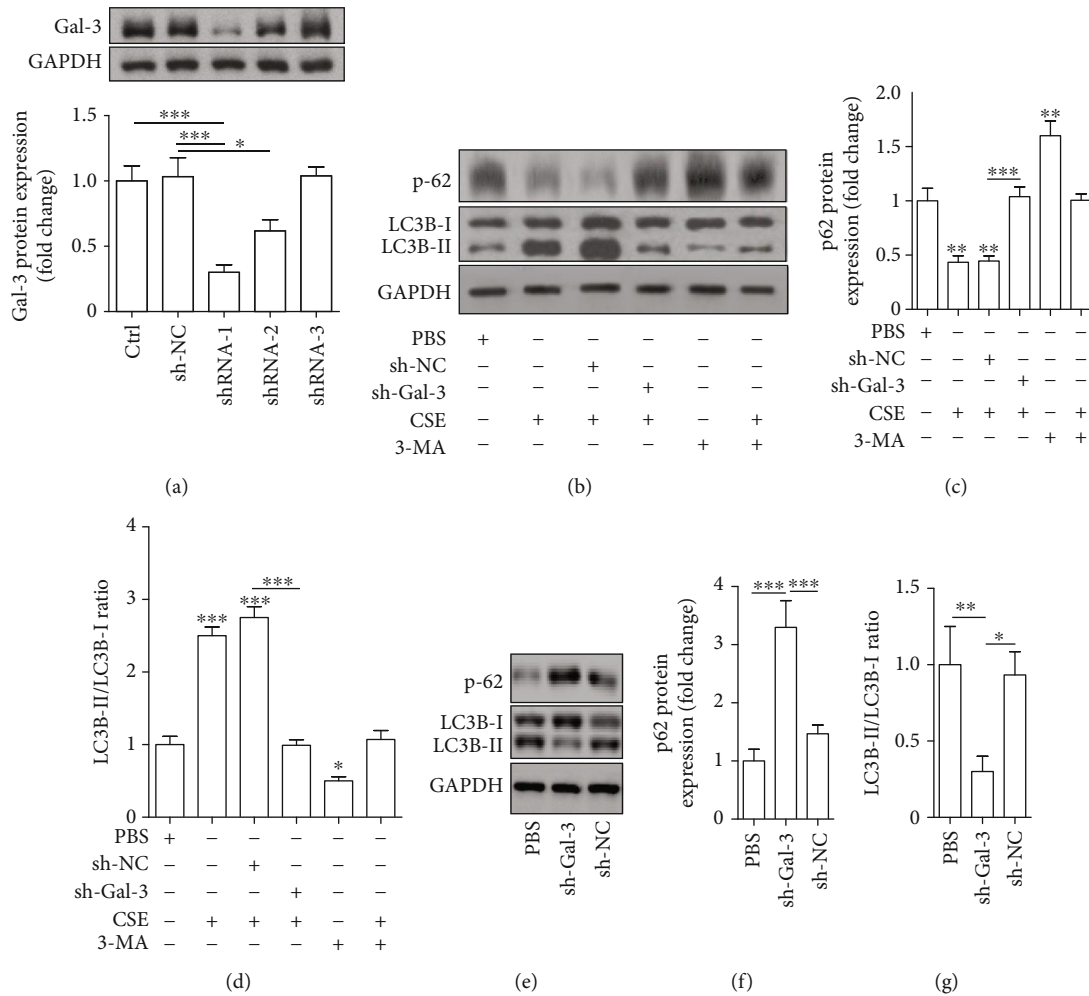 Gal-3
GAPDH
Gal-3 protein expression
(fold change)
1.5
1.0
0.5
0
***
***
*
Ctrl
sh-NC
shRNA-1
shRNA-2
shRNA-3
(a)
p-62
LC3B-I
LC3B-II
GAPDH
PBS + – – – – –
sh-NC – – + – – –
sh-Gal-3 – – – + – –
CSE – + + + – +
3-MA – – – – + +
(b)
p62 protein
expression (fold change)
2.0
1.5
1.0
0.5
0
**
**
***
**
PBS + – – – – –
sh-NC – – + – – –
sh-Gal-3 – – – + – –
CSE – + + + – +
3-MA – – – – + +
(c)
LC3B-II/LC3B-I ratio
4
3
2
1
0
***
***
***
*
PBS + – – – – –
sh-NC – – + – – –
sh-Gal-3 – – – + – –
CSE – + + + – +
3-MA – – – – + +
(d)
p-62
LC3B-I
LC3B-II
GAPDH
PBS
sh-Gal-3
sh-NC
(e)
p62 protein
expression (fold change)
4
3
2
1
0
*** ***
PBS
sh-Gal-3
sh-NC
(f)
LC3B-II/LC3B-I ratio
1.5
1.0
0.5
0
**
*
PBS
sh-Gal-3
sh-NC
(g)